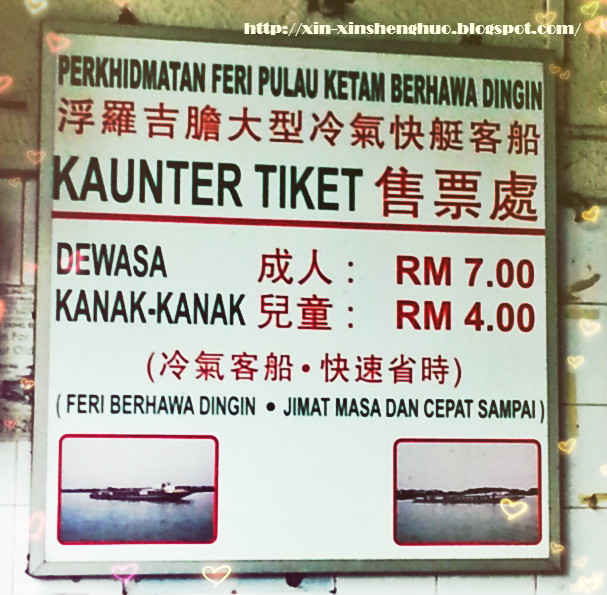 http://xin-xinshenghuo.blogspot.com/
PERKHIDMATAN FERI PULAU KETAM BERHAWA DINGIN
浮羅吉膽大型冷氣快艇客船
KAUNTER TIKET 售票處
DEWASA 成人 : RM 7.00
KANAK-KANAK 兒童 : RM 4.00
(冷氣客船•快速省時)
( FERI BERHAWA DINGIN • JIMAT MASA DAN CEPAT SAMPAI )